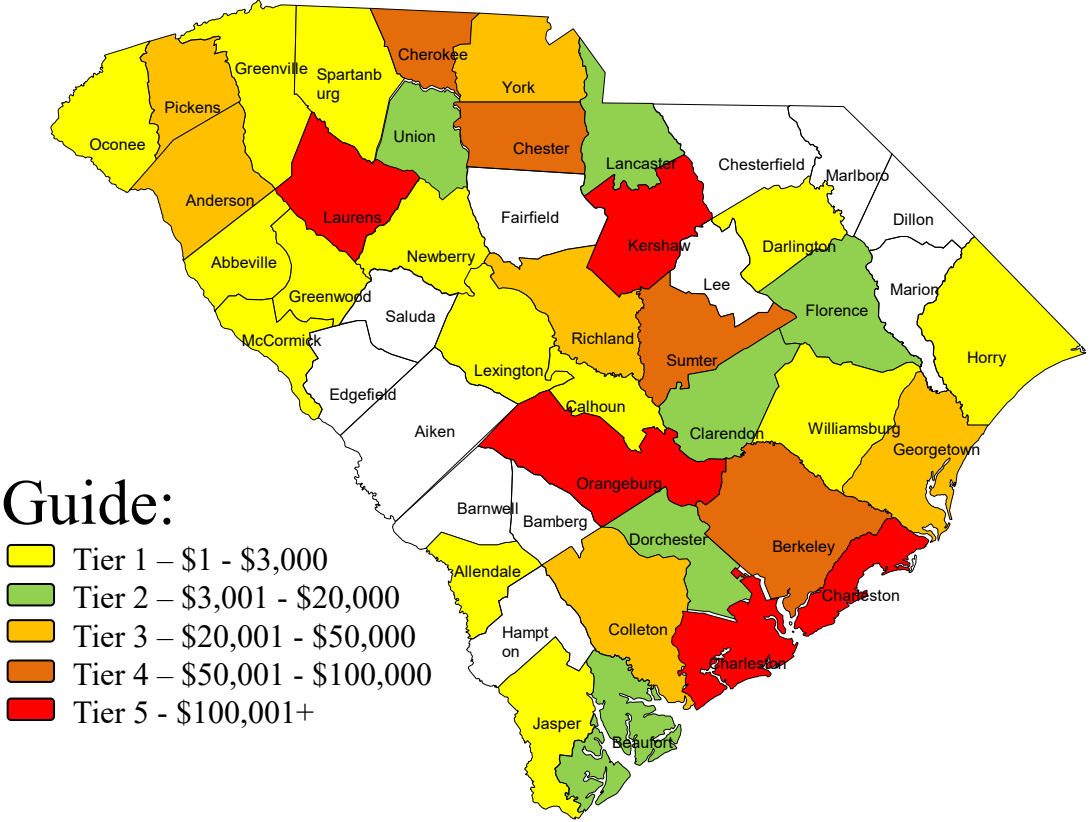 Cherokee
Greenville
Spartanb
urg
York
Pickens
Union
Oonee
Chester
Lancaster
Chesterfield
Marlboro
Anderson
Laurens
Fairfield
Dillon
Kershaw
Darlington
Newberry
Abbeville
Lee
Marion
Greenwood
Saluda
Florence
McCormick
Richland
Sumter
Horry
Lexington
Edgefield
Calhoun
Aiken
Clarendon
Williamsburg
Georgetown
Orangeburg
Guide:
Barnwell
Bamberg
Dorchester
Berkeley
Tier 1 – $1 - $3,000
Allendale
Tier 2 – $3,001 - $20,000
Charleston
Tier 3 – $20,001 - $50,000
Hampt
on
Colleton
Charleston
Tier 4 – $50,001 - $100,000
Tier 5 - $100,001+
Jasper
Beaufort